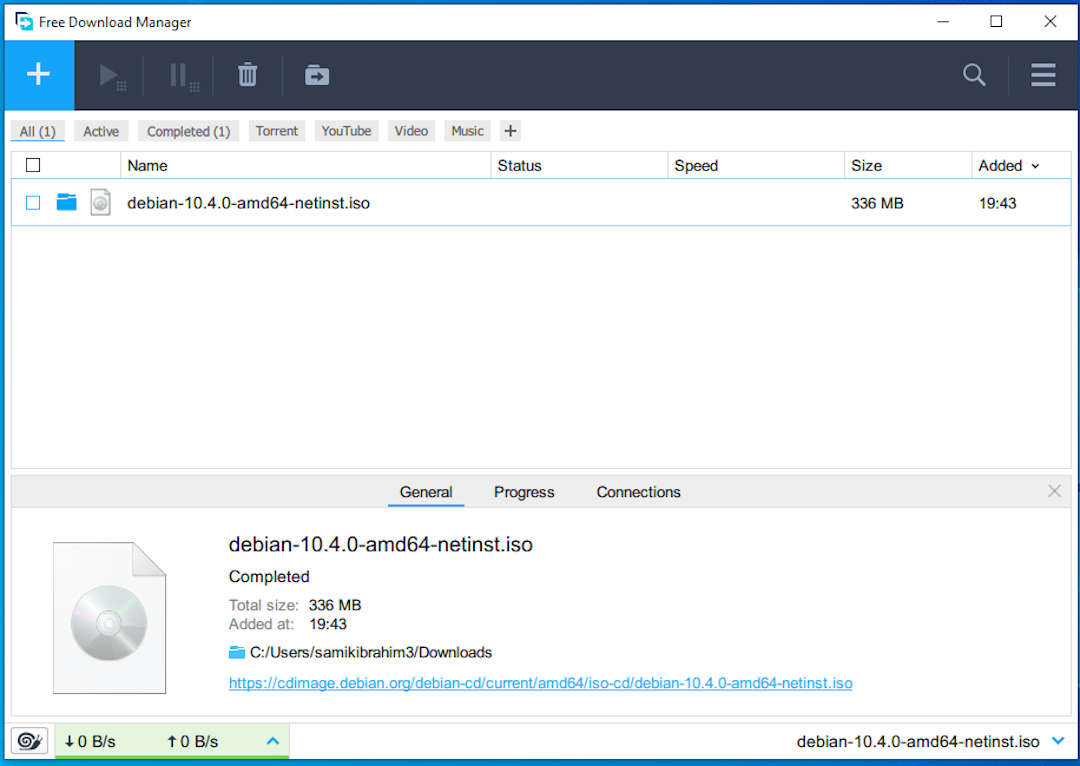 Free Download Manager
All (1) Active Completed (1) Torrent YouTube Video Music +
Name Status Speed Size Added
debian-10.4.0-amd64-netinst.iso 336 MB 19:43
General Progress Connections
debian-10.4.0-amd64-netinst.iso
Completed
Total size: 336 MB
Added at: 19:43
C:/Users/samikibrahim3/Downloads
https://cdimage.debian.org/debian-cd/current/amd64/iso-cd/debian-10.4.0-amd64-netinst.iso
↓0 B/s ↑0 B/s debian-10.4.0-amd64-netinst.iso